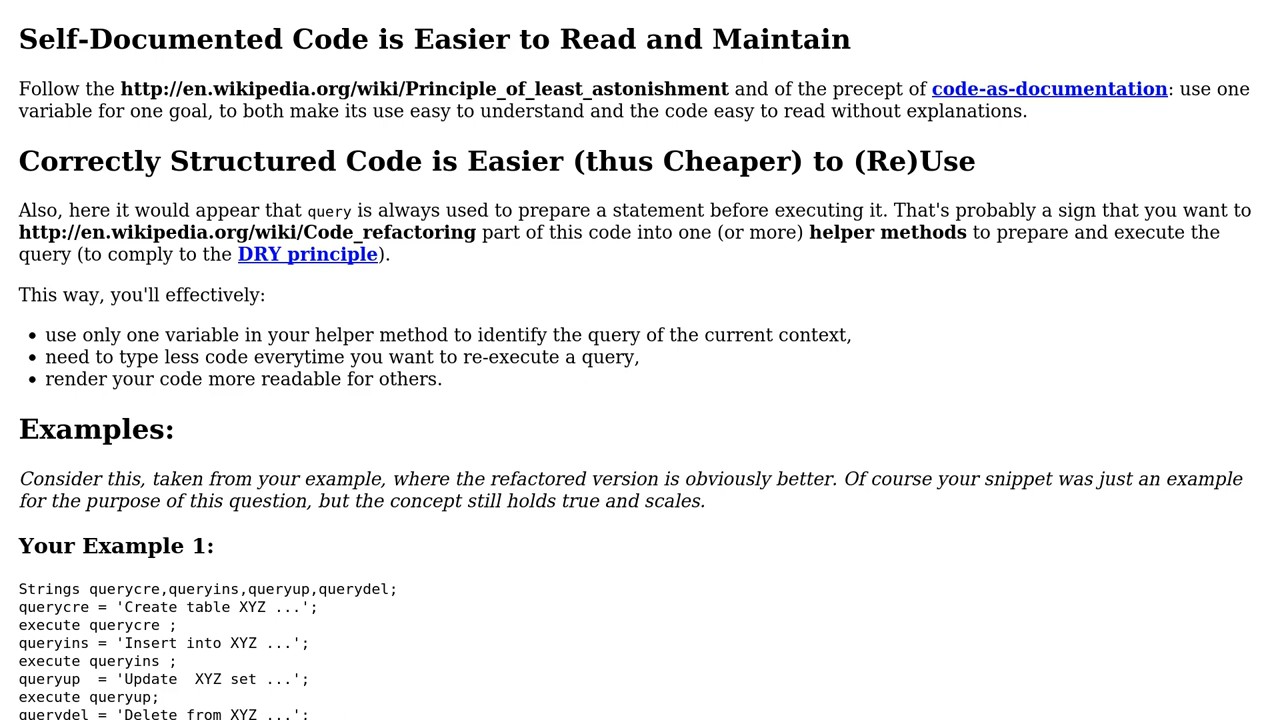 Self-Documented Code is Easier to Read and Maintain
Follow the http://en.wikipedia.org/wiki/Principle_of_least_astonishment and of the precept of code-as-documentation: use one
variable for one goal, to both make its use easy to understand and the code easy to read without explanations.
Correctly Structured Code is Easier (thus Cheaper) to (Re)Use
Also, here it would appear that query is always used to prepare a statement before executing it. That's probably a sign that you want to
http://en.wikipedia.org/wiki/Code_refactoring part of this code into one (or more) helper methods to prepare and execute the
query (to comply to the DRY principle).
This way, you'll effectively:
• use only one variable in your helper method to identify the query of the current context,
• need to type less code everytime you want to re-execute a query,
• render your code more readable for others.
Examples:
Consider this, taken from your example, where the refactored version is obviously better. Of course your snippet was just an example
for the purpose of this question, but the concept still holds true and scales.
Your Example 1:
Strings querycre,queryins,queryup,querydel;
querycre = 'Create table XYZ ...';
execute querycre ;
queryins = 'Insert into XYZ ...';
execute queryins ;
queryup  = 'Update  XYZ set ...';
execute queryup;
querydel = 'Delete from XYZ ...';